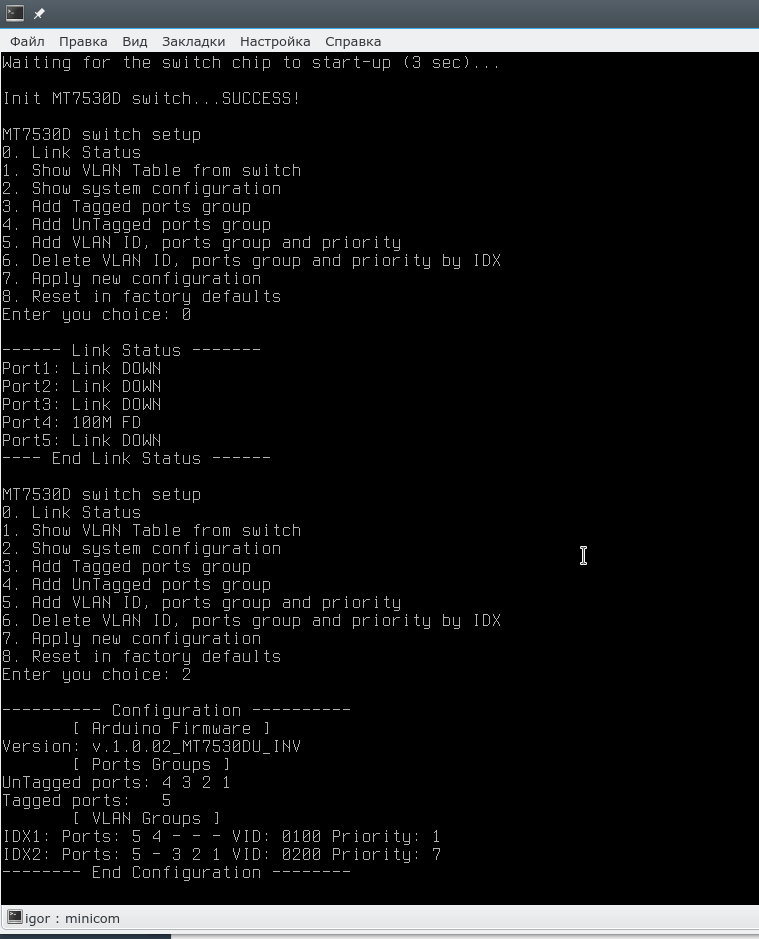 Файл Правка Вид Закладки Настройка Справка
Waiting for the switch chip to start-up (3 sec)...
Init MT7530D switch...SUCCESS!
MT7530D switch setup
0. Link Status
1. Show VLAN Table from switch
2. Show system configuration
3. Add Tagged ports group
4. Add UnTagged ports group
5. Add VLAN ID, ports group and priority
6. Delete VLAN ID, ports group and priority by IDX
7. Apply new configuration
8. Reset in factory defaults
Enter you choice: 0
------ Link Status -------
Port1: Link DOWN
Port2: Link DOWN
Port3: Link DOWN
Port4: 100M FD
Port5: Link DOWN
---- End Link Status ------
MT7530D switch setup
0. Link Status
1. Show VLAN Table from switch
2. Show system configuration
3. Add Tagged ports group
4. Add UnTagged ports group
5. Add VLAN ID, ports group and priority
6. Delete VLAN ID, ports group and priority by IDX
7. Apply new configuration
8. Reset in factory defaults
Enter you choice: 2
---------- Configuration ----------
[ Arduino Firmware ]
Version: v.1.0.02_MT7530DU_INV
[ Ports Groups ]
UnTagged ports: 4 3 2 1
Tagged ports: 5
[ VLAN Groups ]
IDX1: Ports: 5 4 - - - VID: 0100 Priority: 1
IDX2: Ports: 5 - 3 2 1 VID: 0200 Priority: 7
-------- End Configuration --------
igor : minicom